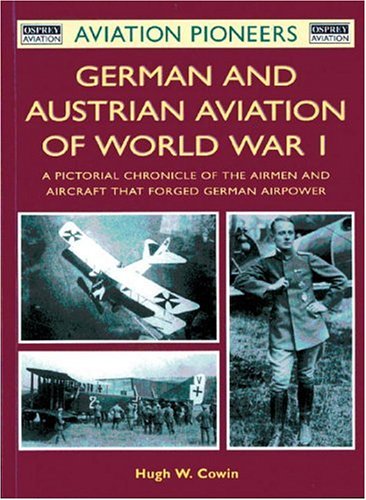 OSPREY
AVIATION
AVIATION PIONEERS
OSPREY
AVIATION
GERMAN AND
AUSTRIAN AVIATION
OF WORLD WAR I
A PICTORIAL CHRONICLE OF THE AIRMEN AND
AIRCRAFT THAT FORGED GERMAN AIRPOWER
V
Hugh W. Cowin